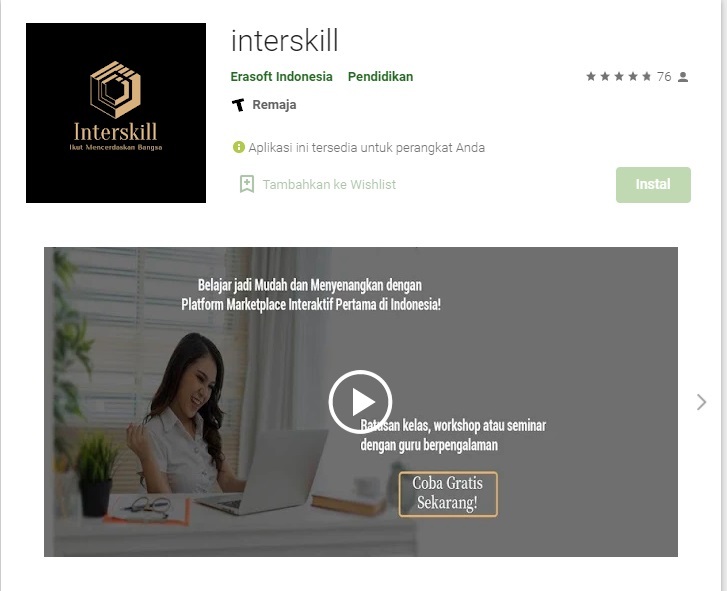 interskill
Erasoft Indonesia Pendidikan
76
Remaja
Interskill
Ikut Mencerdaskan Bangsa
Aplikasi ini tersedia untuk perangkat Anda
Tambahkan ke Wishlist
Instal
Belajar jadi Mudah dan Menyenangkan dengan
Platform Marketplace Interaktif Pertama di Indonesia!
Ratusan kelas, workshop atau seminar
dengan guru berpengalaman
Coba Gratis
Sekarang!